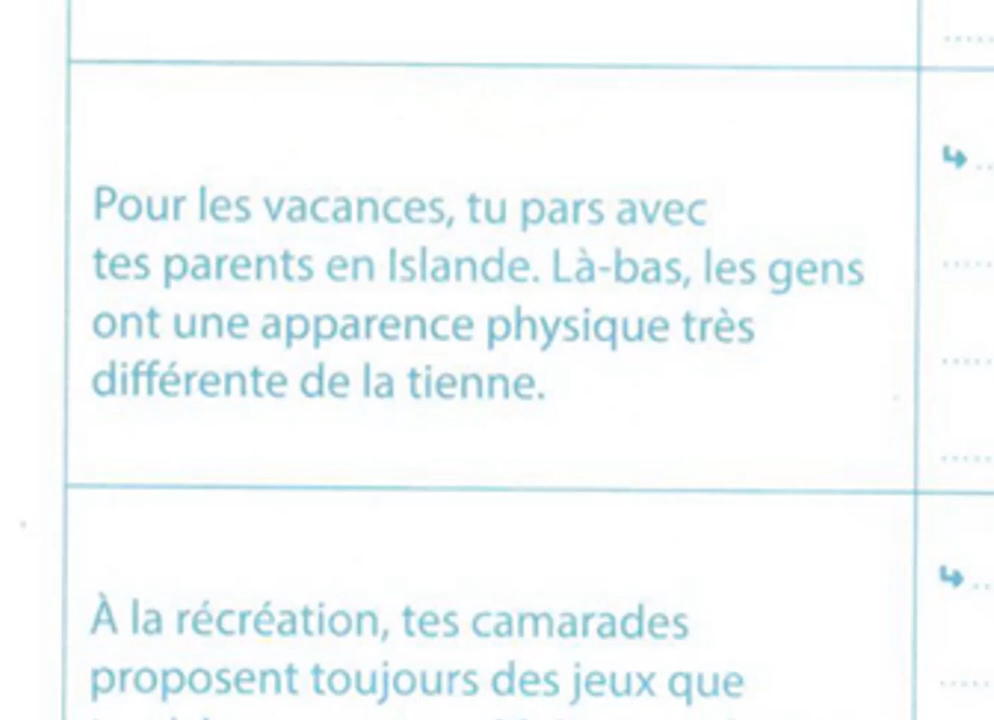 Pour les vacances, tu pars avec
tes parents en Islande. Là-bas, les gens
ont une apparence physique très
différente de la tienne.
À la récréation, tes camarades
proposent toujours des jeux que